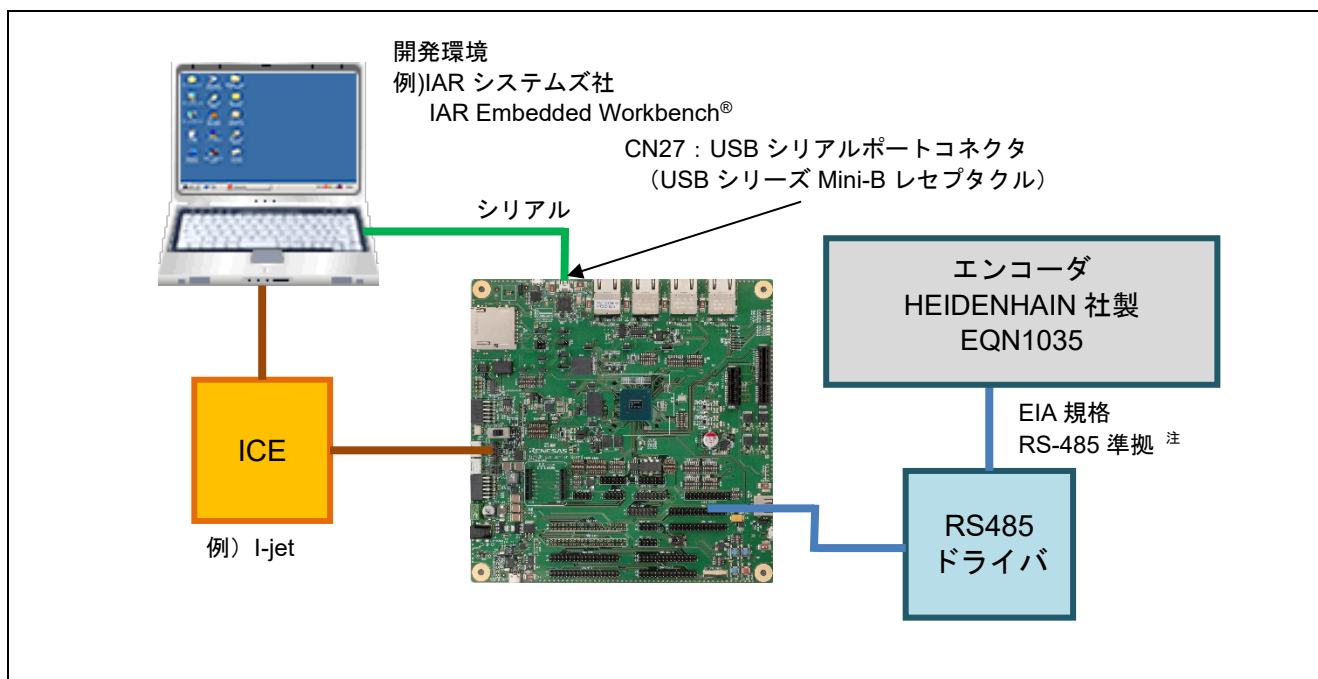 開発環境
例)IAR システムズ社
IAR Embedded Workbench®
CN27：USB シリアルポートコネクタ
（USB シリーズ Mini-B レセプタクル）
シリアル
エンコーダ
HEIDENHAIN 社製
EQN1035
EIA 規格
RS-485 準拠 注
ICE
例）I-jet
RENESAS
RS485
ドライバ